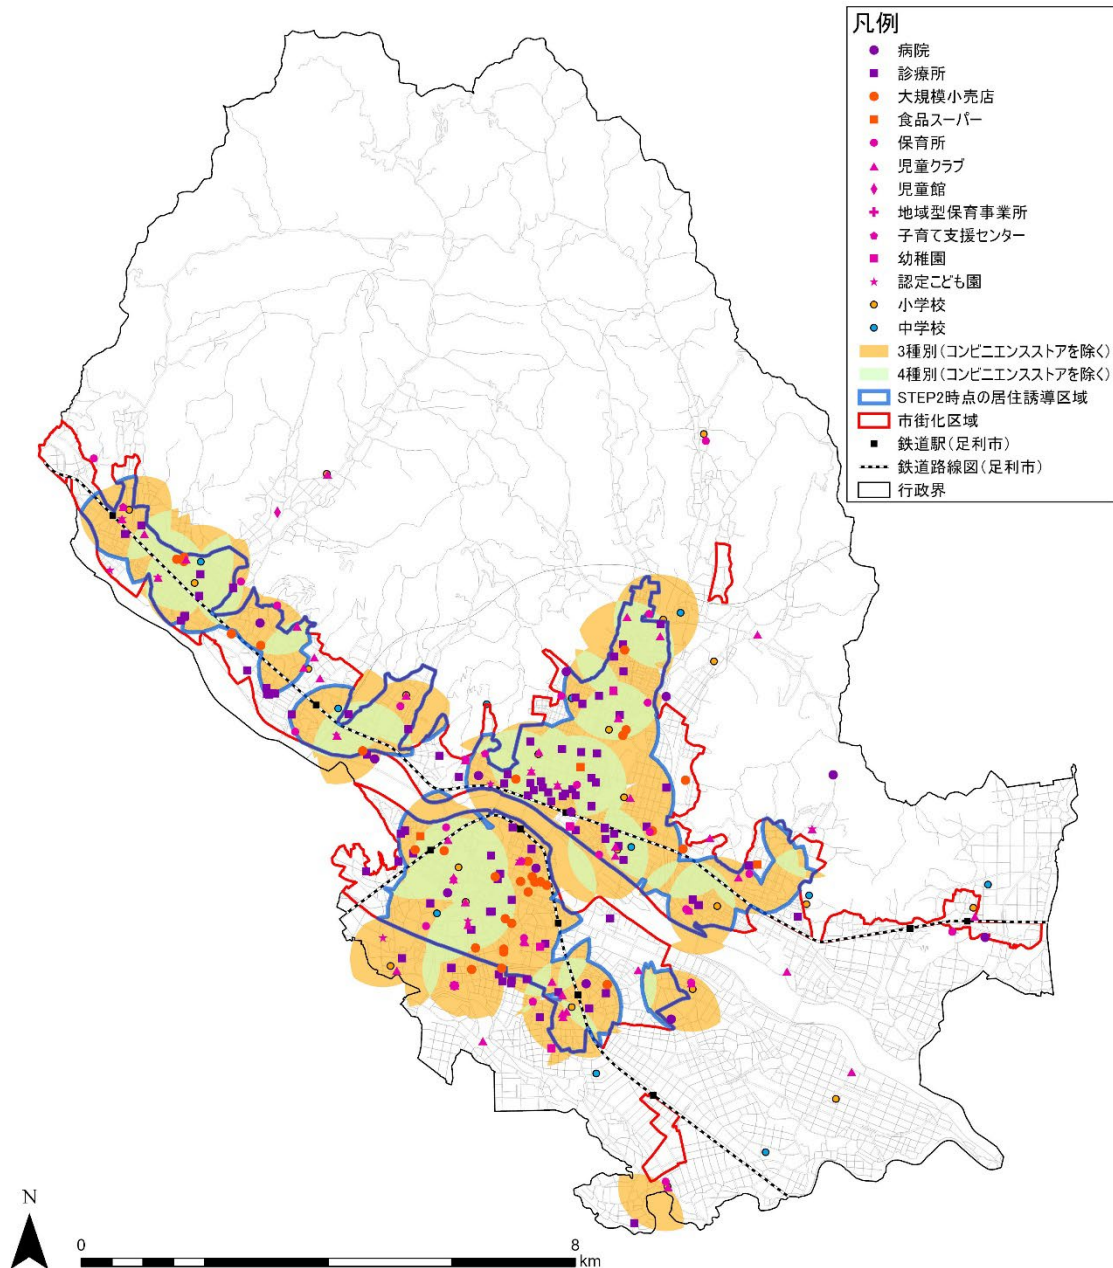 凡例
病院
診療所
大規模小売店
食品スーパー
保育所
児童クラブ
児童館
地域型保育事業所
子育て支援センター
幼稚園
認定こども園
小学校
中学校
3種別(コンビニエンスストアを除く)
4種別(コンビニエンスストアを除く)
STEP2時点の居住誘導区域
市街化区域
鉄道駅(足利市)
鉄道路線図(足利市)
行政界
N
0 8
km